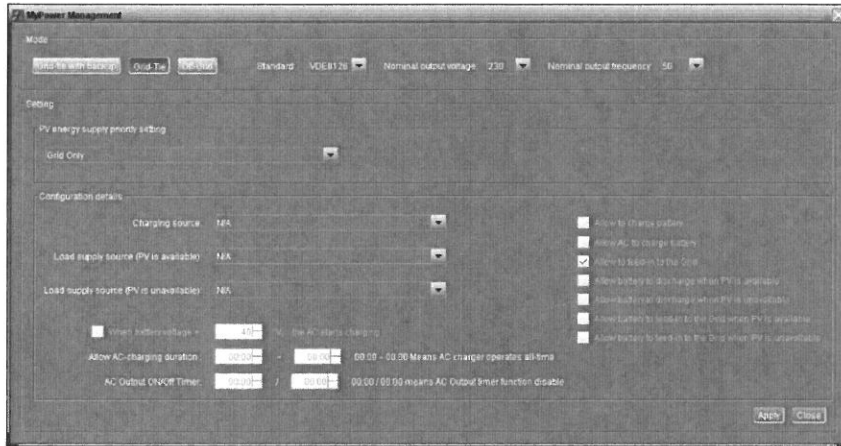 MyPower Management
Mode
Grid-tie with backup Grid-Tie Off-Grid Standard VDE0126 Nominal output voltage 230 Nominal output frequency 50
Setting
PV energy supply priority setting
Grid Only
Configuration details
Charging source: N/A
Load supply source (PV is available) N/A
Load supply source (PV is unavailable) N/A
Allow to charge battery
Allow AC to charge battery
Allow to feed-in to the Grid
Allow battery to discharge when PV is available
Allow battery to discharge when PV is unavailable
Allow battery to feed-in to the Grid when PV is available
Allow battery to feed-in to the Grid when PV is unavailable
When battery voltage < the AC starts charging
Allow AC-charging duration: 00:00 ~ 00:00 00:00 ~ 00:00 Means AC charger operates all-time
AC Output ON/Off Timer: 00:00 / 00:00 00:00 / 00:00 means AC Output timer function disable
Apply Close